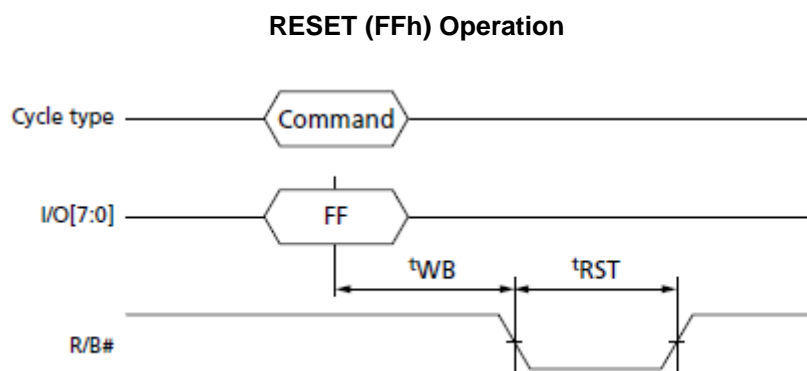 RESET (FFh) Operation
Cycle type
Command
I/O[7:0]
FF
tWB
tRST
R/B#